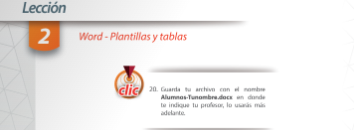 Lección
2
Word - Plantillas y tablas
clic
20. Guarda tu archivo con el nombre
Alumnos-Tunombre.docx en donde
te indique tu profesor, lo usarás más
adelante.